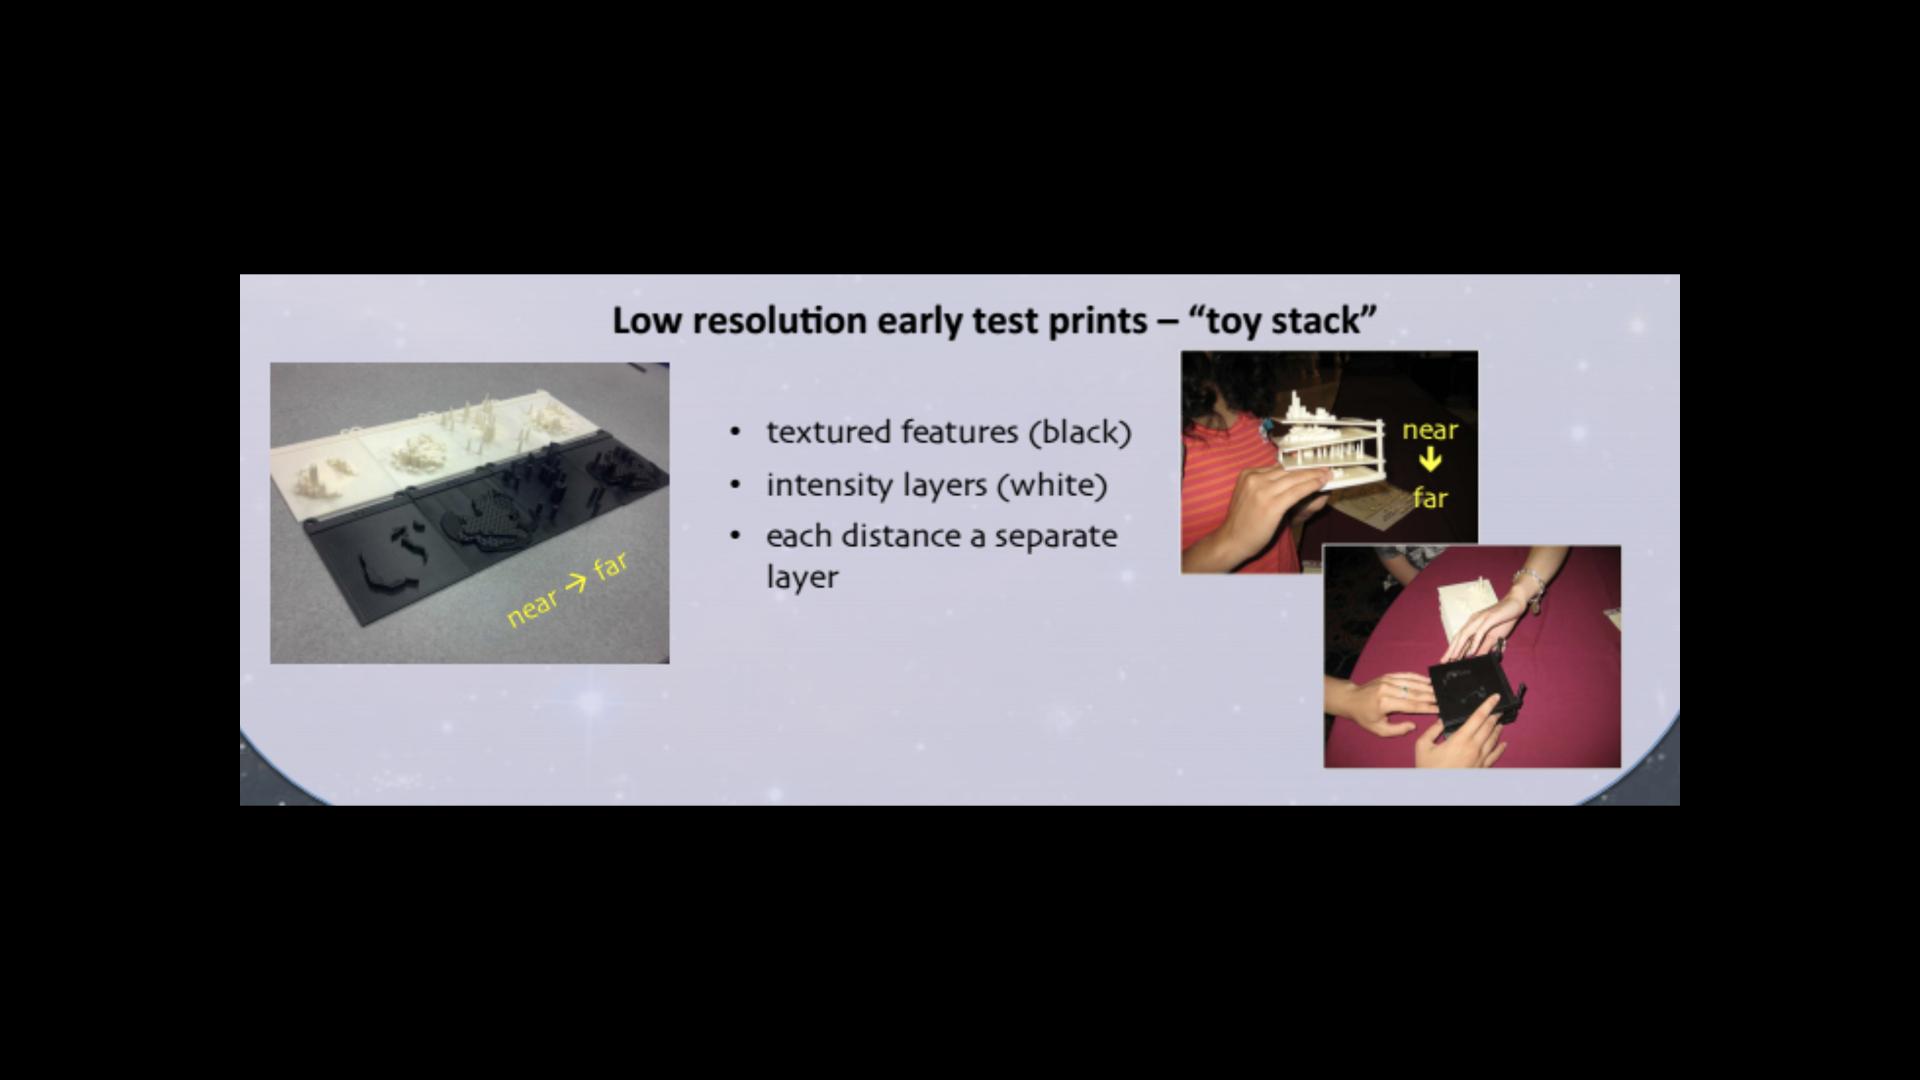 Low resolution early test prints – “toy stack”
• textured features (black)
• intensity layers (white)
• each distance a separate
layer
near → far
near
↓
far